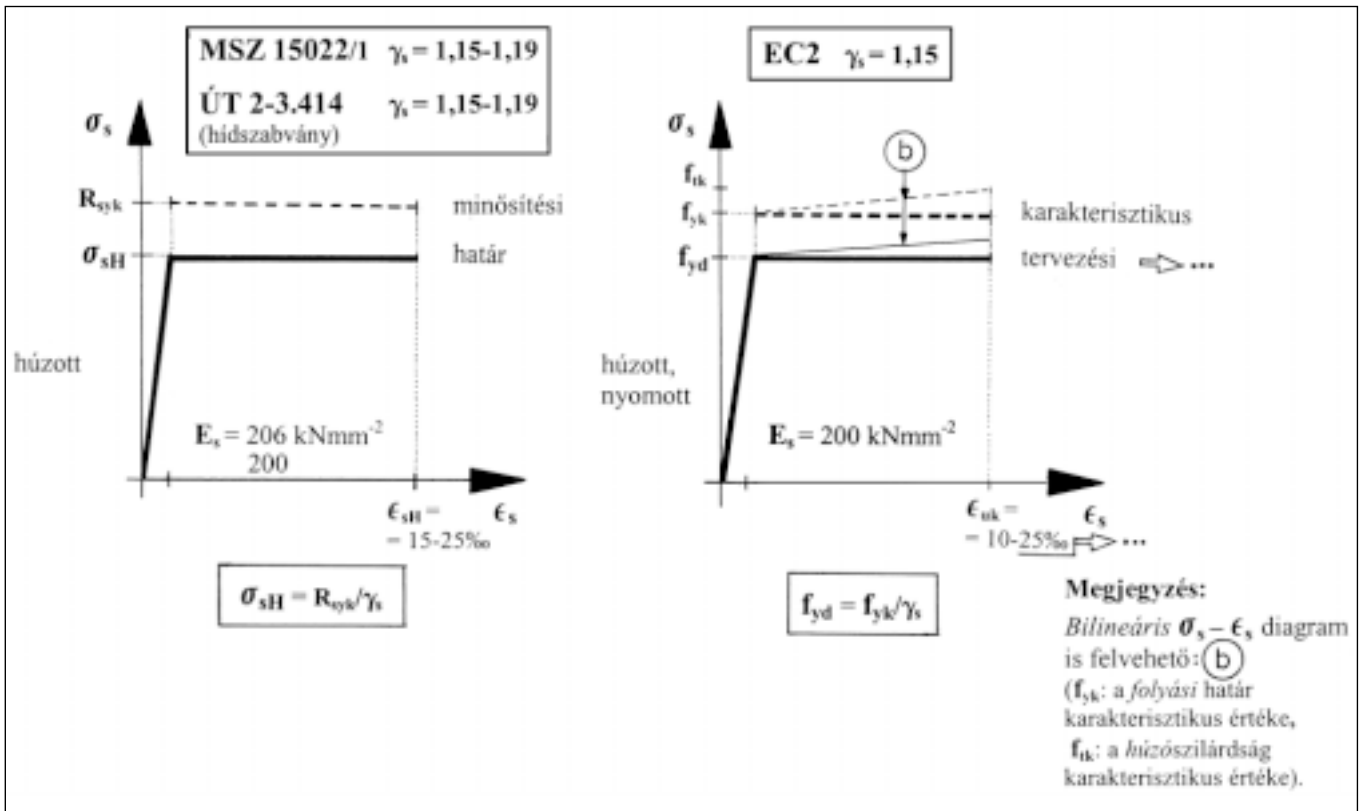 MSZ 15022/1 γs = 1,15-1,19
ÚT 2-3.414 γs = 1,15-1,19
(hídszabvány)
σs
Rsyk
minősítési
σsH
határ
húzott
Es = 206 kNmm-2
200
ϵsH =
= 15-25‰
ϵs
σsH = Rsyk/γs
EC2 γs = 1,15
σs
b
ftk
fyk
karakterisztikus
fyd
tervezési ⇨ ...
húzott,
nyomott
Es = 200 kNmm-2
ϵuk =
= 10-25‰ ⇨ ...
ϵs
fyd = fyk/γs
Megjegyzés:
Bilineáris σs – ϵs diagram
is felvehető: b
(fyk: a folyási határ
karakterisztikus értéke,
ftk: a húzószilárdság
karakterisztikus értéke).